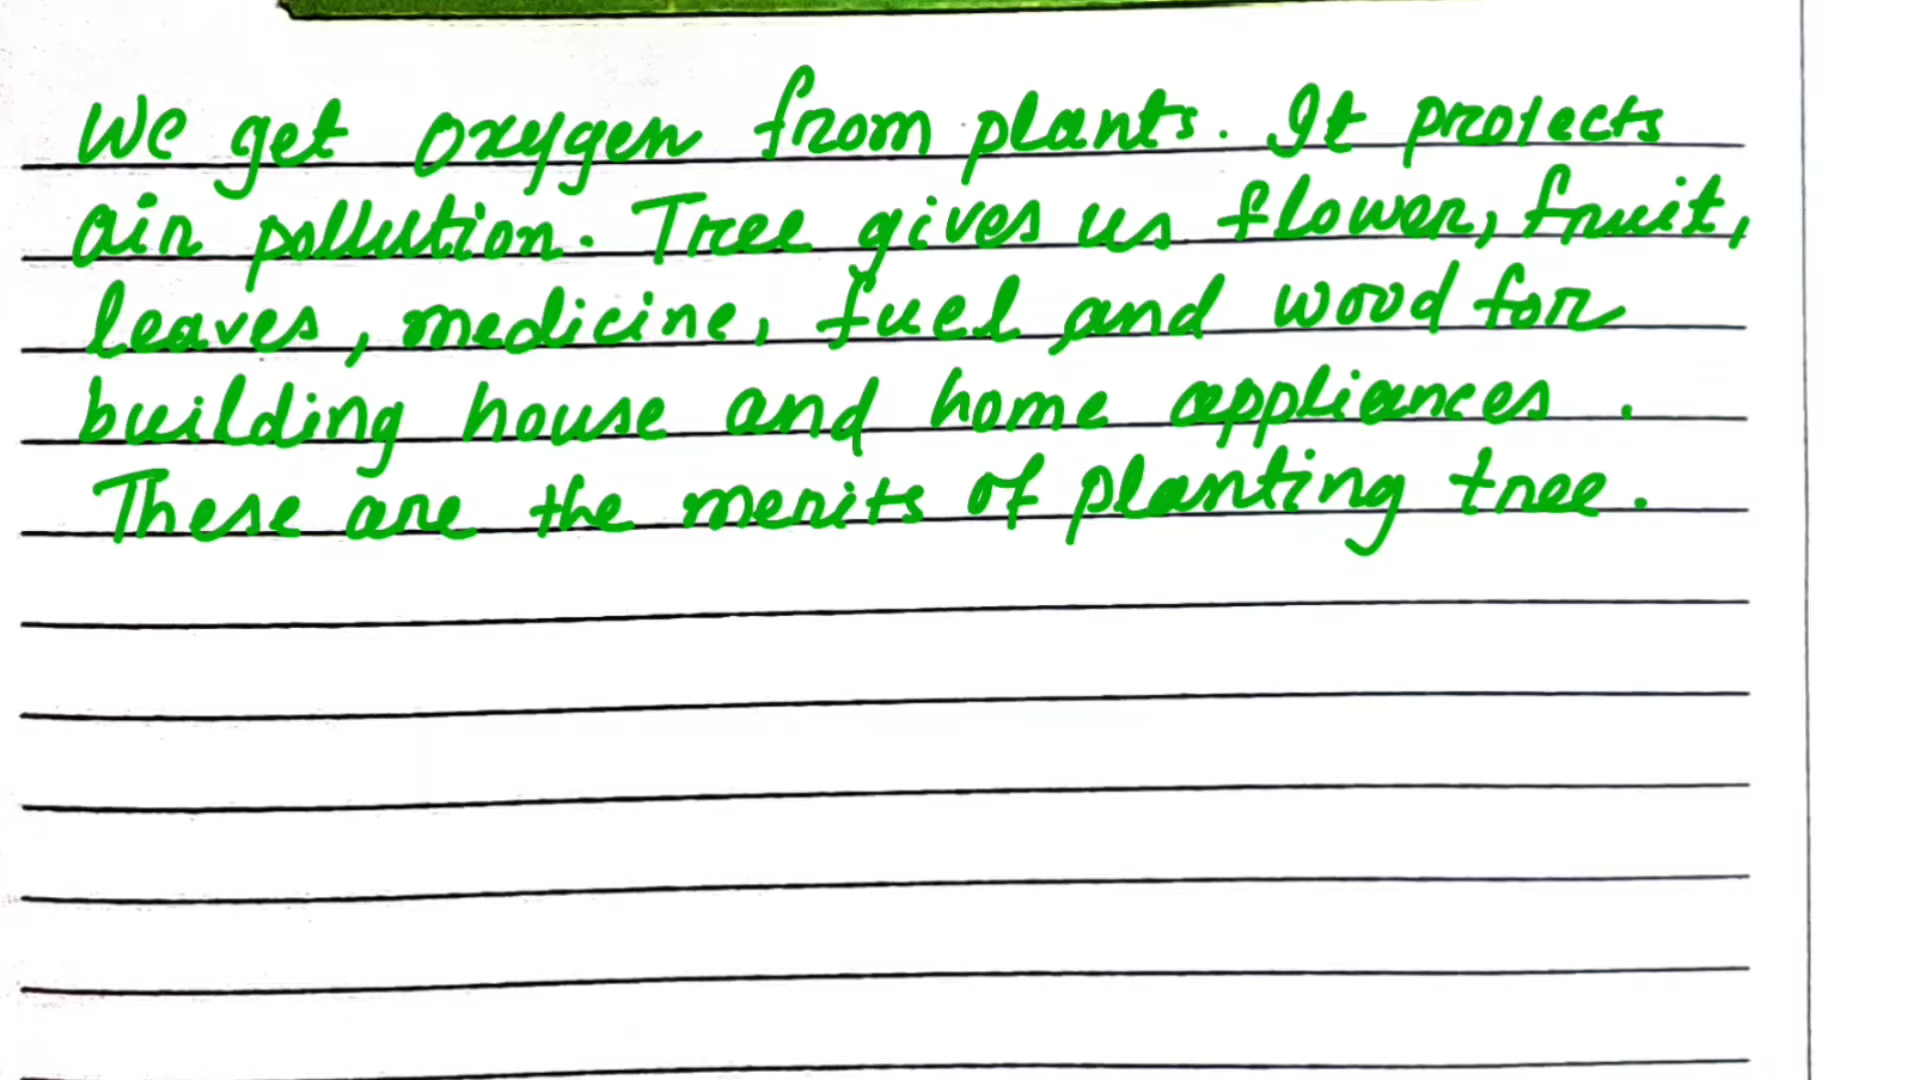 We get oxygen from plants. It protects
air pollution. Tree gives us flower, fruit,
leaves, medicine, fuel and wood for
building house and home appliances.
These are the merits of planting tree.